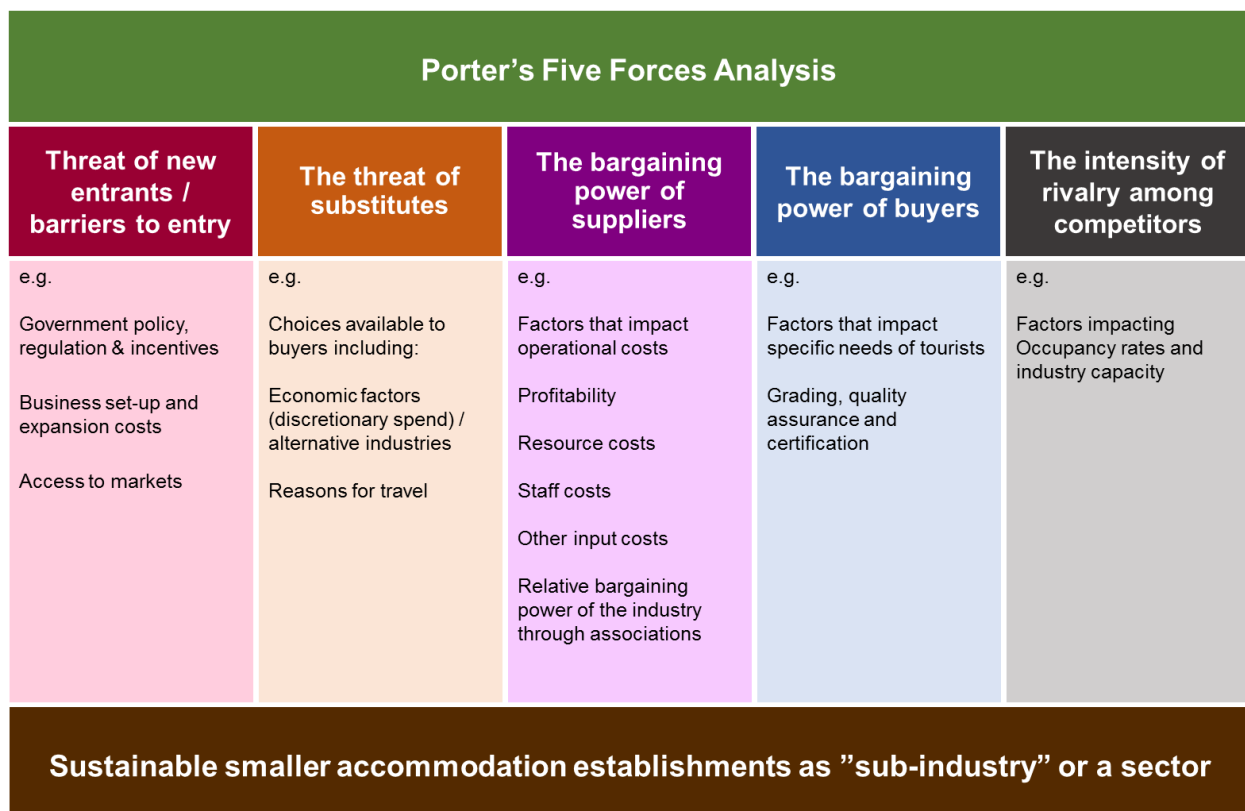 Porter’s Five Forces Analysis
Threat of new
entrants /
barriers to entry
The threat of
substitutes
The bargaining
power of
suppliers
The bargaining
power of buyers
The intensity of
rivalry among
competitors
e.g.
Government policy,
regulation & incentives
Business set-up and
expansion costs
Access to markets
e.g.
Choices available to
buyers including:
Economic factors
(discretionary spend) /
alternative industries
Reasons for travel
e.g.
Factors that impact
operational costs
Profitability
Resource costs
Staff costs
Other input costs
Relative bargaining
power of the industry
through associations
e.g.
Factors that impact
specific needs of tourists
Grading, quality
assurance and
certification
e.g.
Factors impacting
Occupancy rates and
industry capacity
Sustainable smaller accommodation establishments as ”sub-industry” or a sector